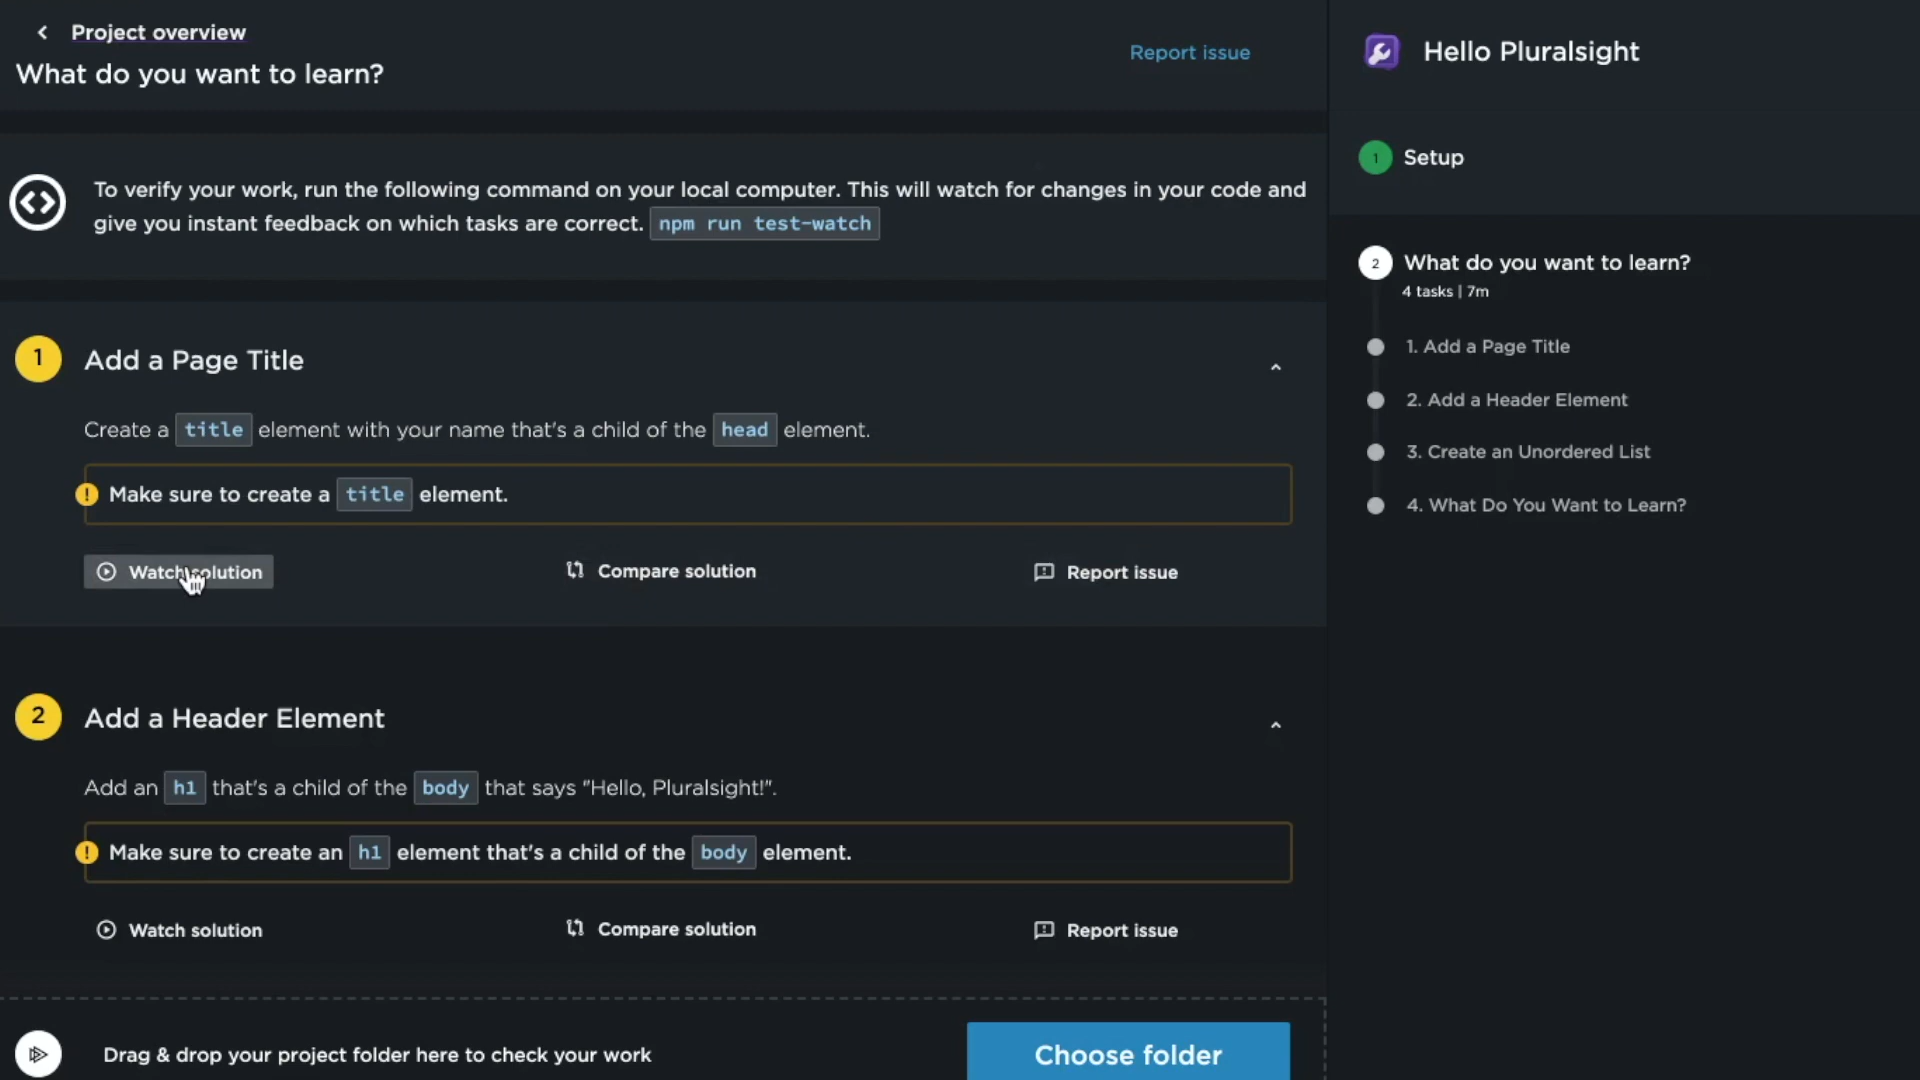 Project overview
What do you want to learn?
Report issue
To verify your work, run the following command on your local computer. This will watch for changes in your code and
give you instant feedback on which tasks are correct. npm run test-watch
1 Add a Page Title
Create a title element with your name that's a child of the head element.
! Make sure to create a title element.
Watch solution
Compare solution
Report issue
2 Add a Header Element
Add an h1 that's a child of the body that says "Hello, Pluralsight!".
! Make sure to create an h1 element that's a child of the body element.
Watch solution
Compare solution
Report issue
Drag & drop your project folder here to check your work
Choose folder
Hello Pluralsight
1 Setup
2 What do you want to learn?
4 tasks | 7m
1. Add a Page Title
2. Add a Header Element
3. Create an Unordered List
4. What Do You Want to Learn?